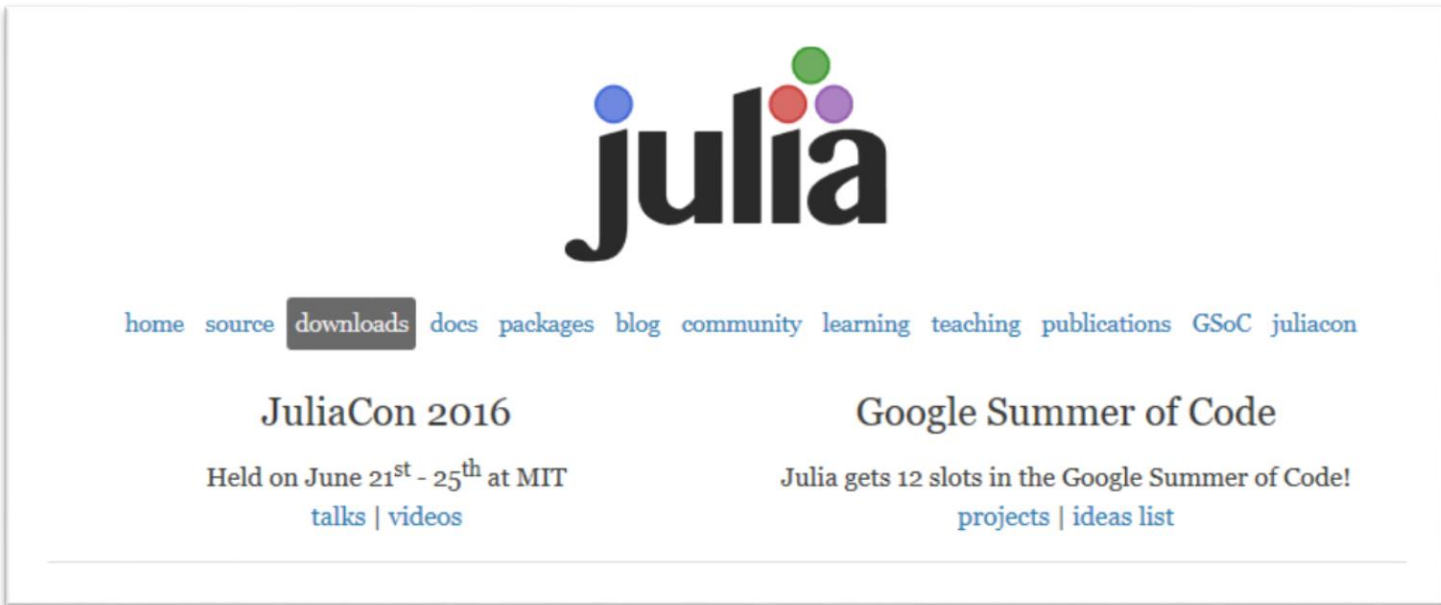 julia
home source downloads docs packages blog community learning teaching publications GSoC juliacon
JuliaCon 2016
Held on June 21st - 25th at MIT
talks | videos
Google Summer of Code
Julia gets 12 slots in the Google Summer of Code!
projects | ideas list